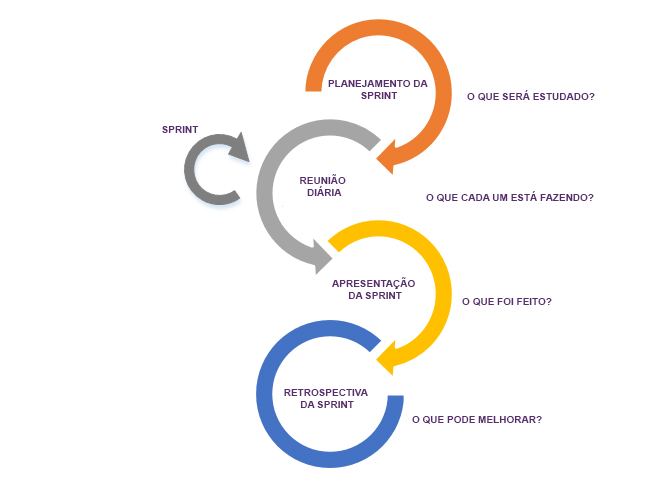 PLANEJAMENTO DA
SPRINT
O QUE SERÁ ESTUDADO?
SPRINT
REUNIÃO
DIÁRIA
O QUE CADA UM ESTÁ FAZENDO?
APRESENTAÇÃO
DA SPRINT
O QUE FOI FEITO?
RETROSPECTIVA
DA SPRINT
O QUE PODE MELHORAR?